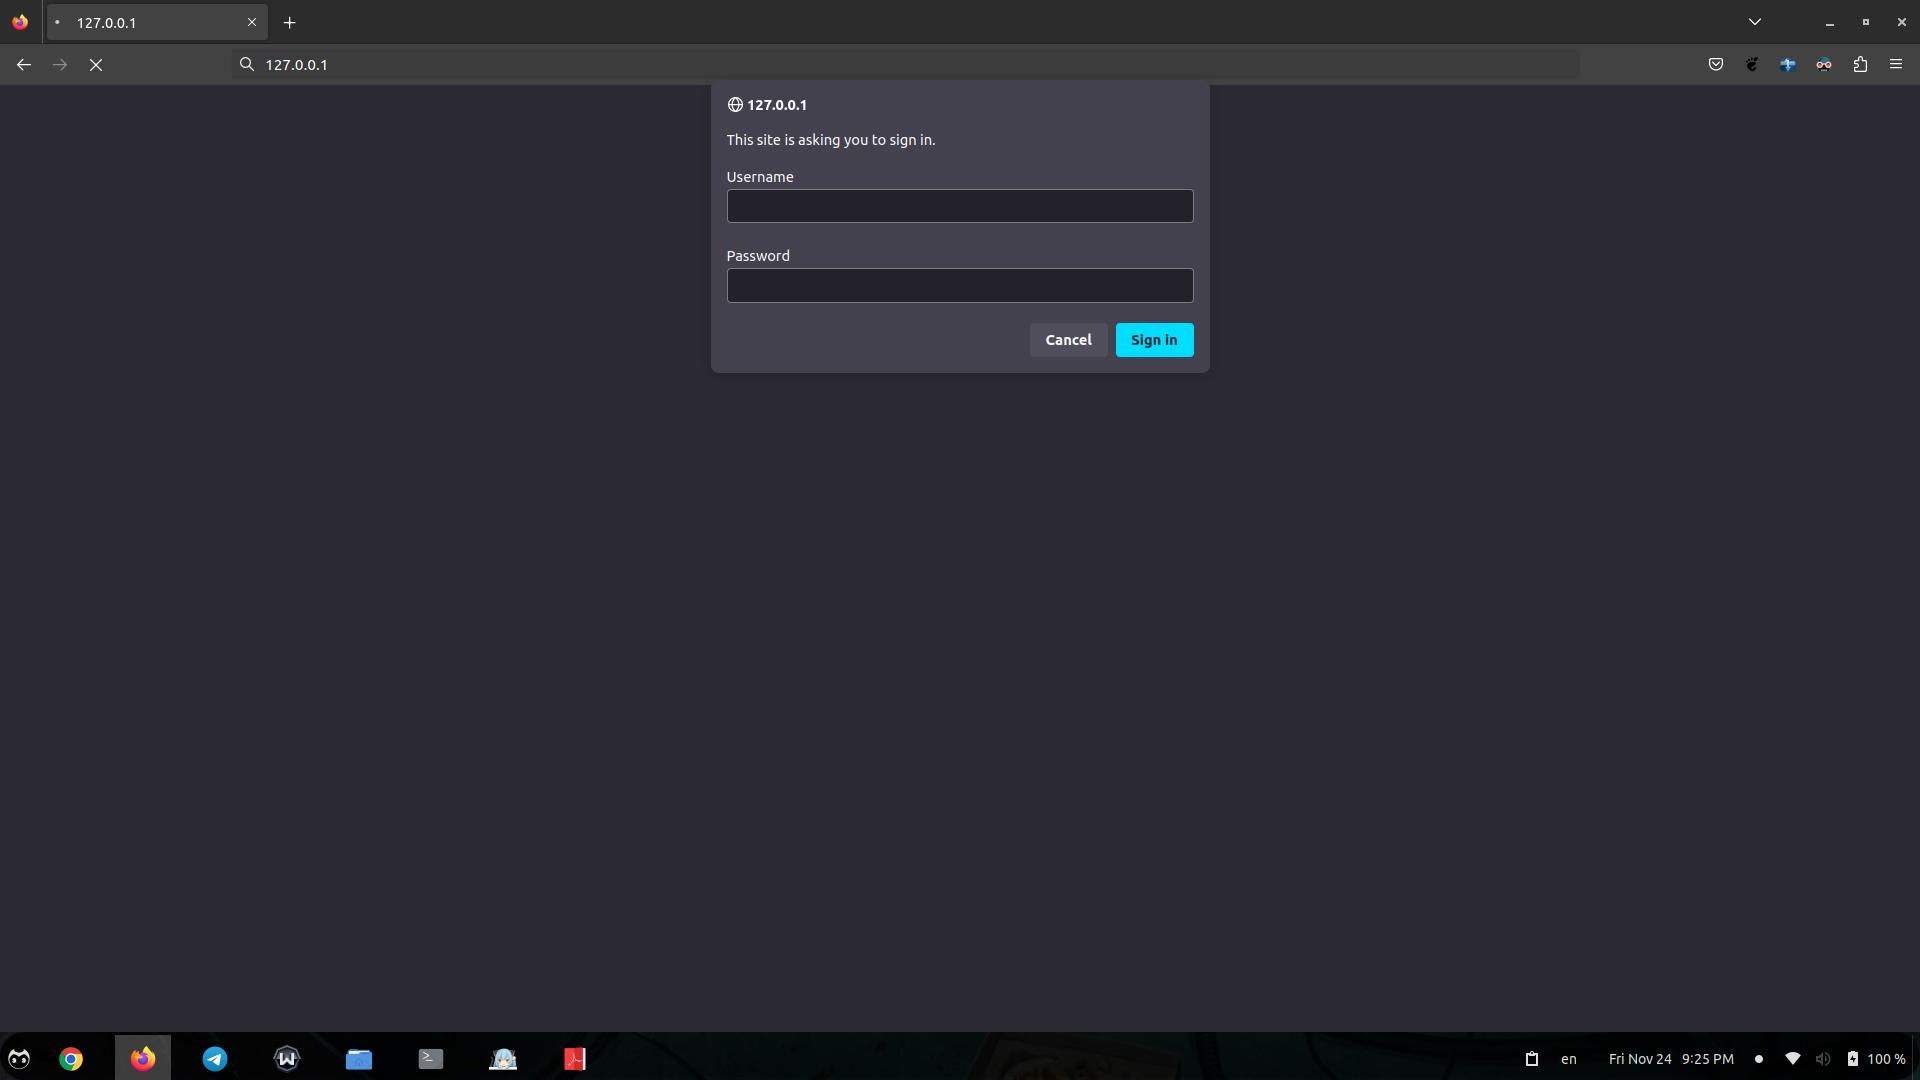 127.0.0.1
127.0.0.1
127.0.0.1
This site is asking you to sign in.
Username
Password
Cancel
Sign in
en
Fri Nov 24 9:25 PM
100 %